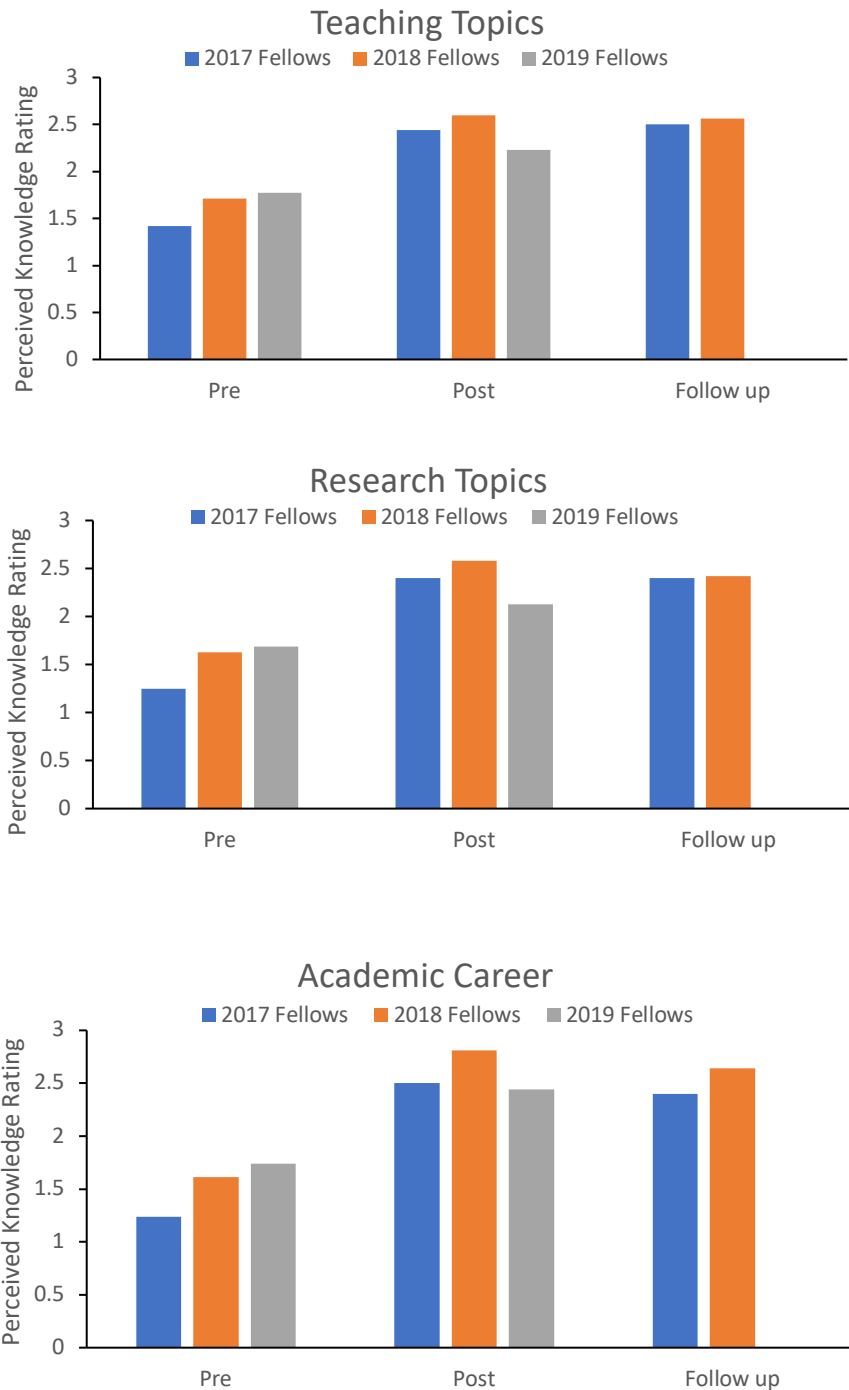 Teaching Topics
2017 Fellows 2018 Fellows 2019 Fellows
Perceived Knowledge Rating
3
2.5
2
1.5
1
0.5
0
Pre Post Follow up
Research Topics
2017 Fellows 2018 Fellows 2019 Fellows
Perceived Knowledge Rating
3
2.5
2
1.5
1
0.5
0
Pre Post Follow up
Academic Career
2017 Fellows 2018 Fellows 2019 Fellows
Perceived Knowledge Rating
3
2.5
2
1.5
1
0.5
0
Pre Post Follow up